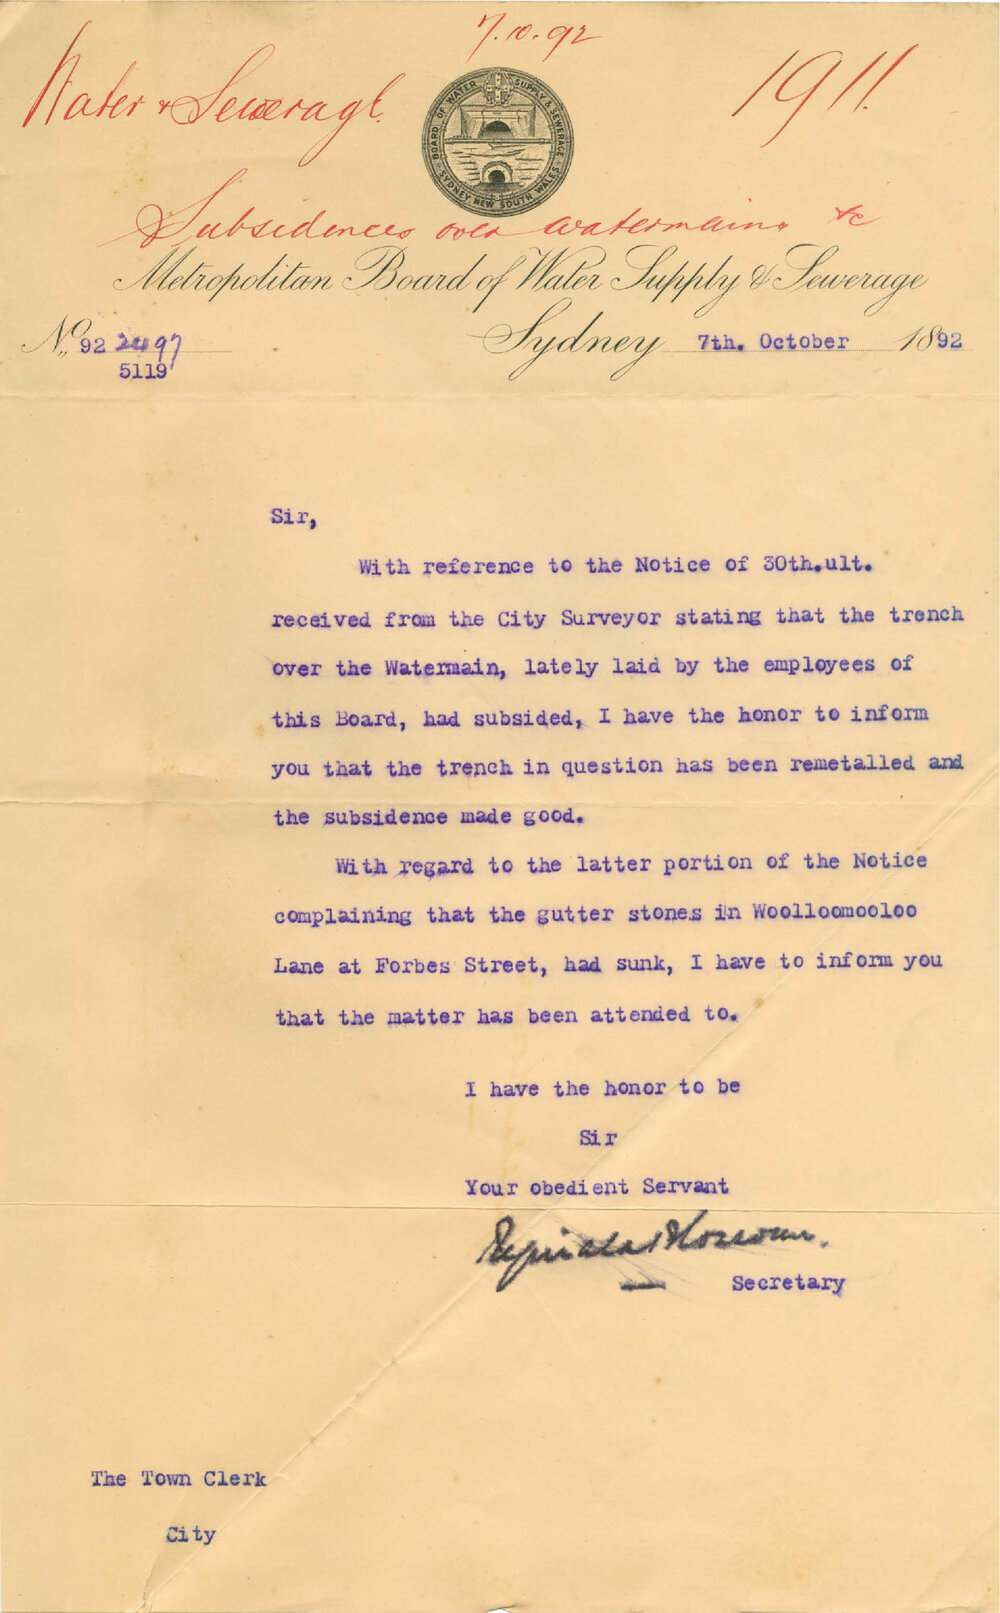 7.10.92
Water & Sewerage
1911.
BOARD OF WATER SUPPLY & SEWERAGE
SYDNEY NEW SOUTH WALES
Subsidences over watermains &c
Metropolitan Board of Water Supply & Sewerage
No. 92 2497
5119
Sydney 7th. October 1892
Sir,
With reference to the Notice of 30th.ult.
received from the City Surveyor stating that the trench
over the Watermain, lately laid by the employees of
this Board, had subsided, I have the honor to inform
you that the trench in question has been remetalled and
the subsidence made good.
With regard to the latter portion of the Notice
complaining that the gutter stones in Woolloomooloo
Lane at Forbes Street, had sunk, I have to inform you
that the matter has been attended to.
I have the honor to be
Sir
Your obedient Servant
Secretary
The Town Clerk
City